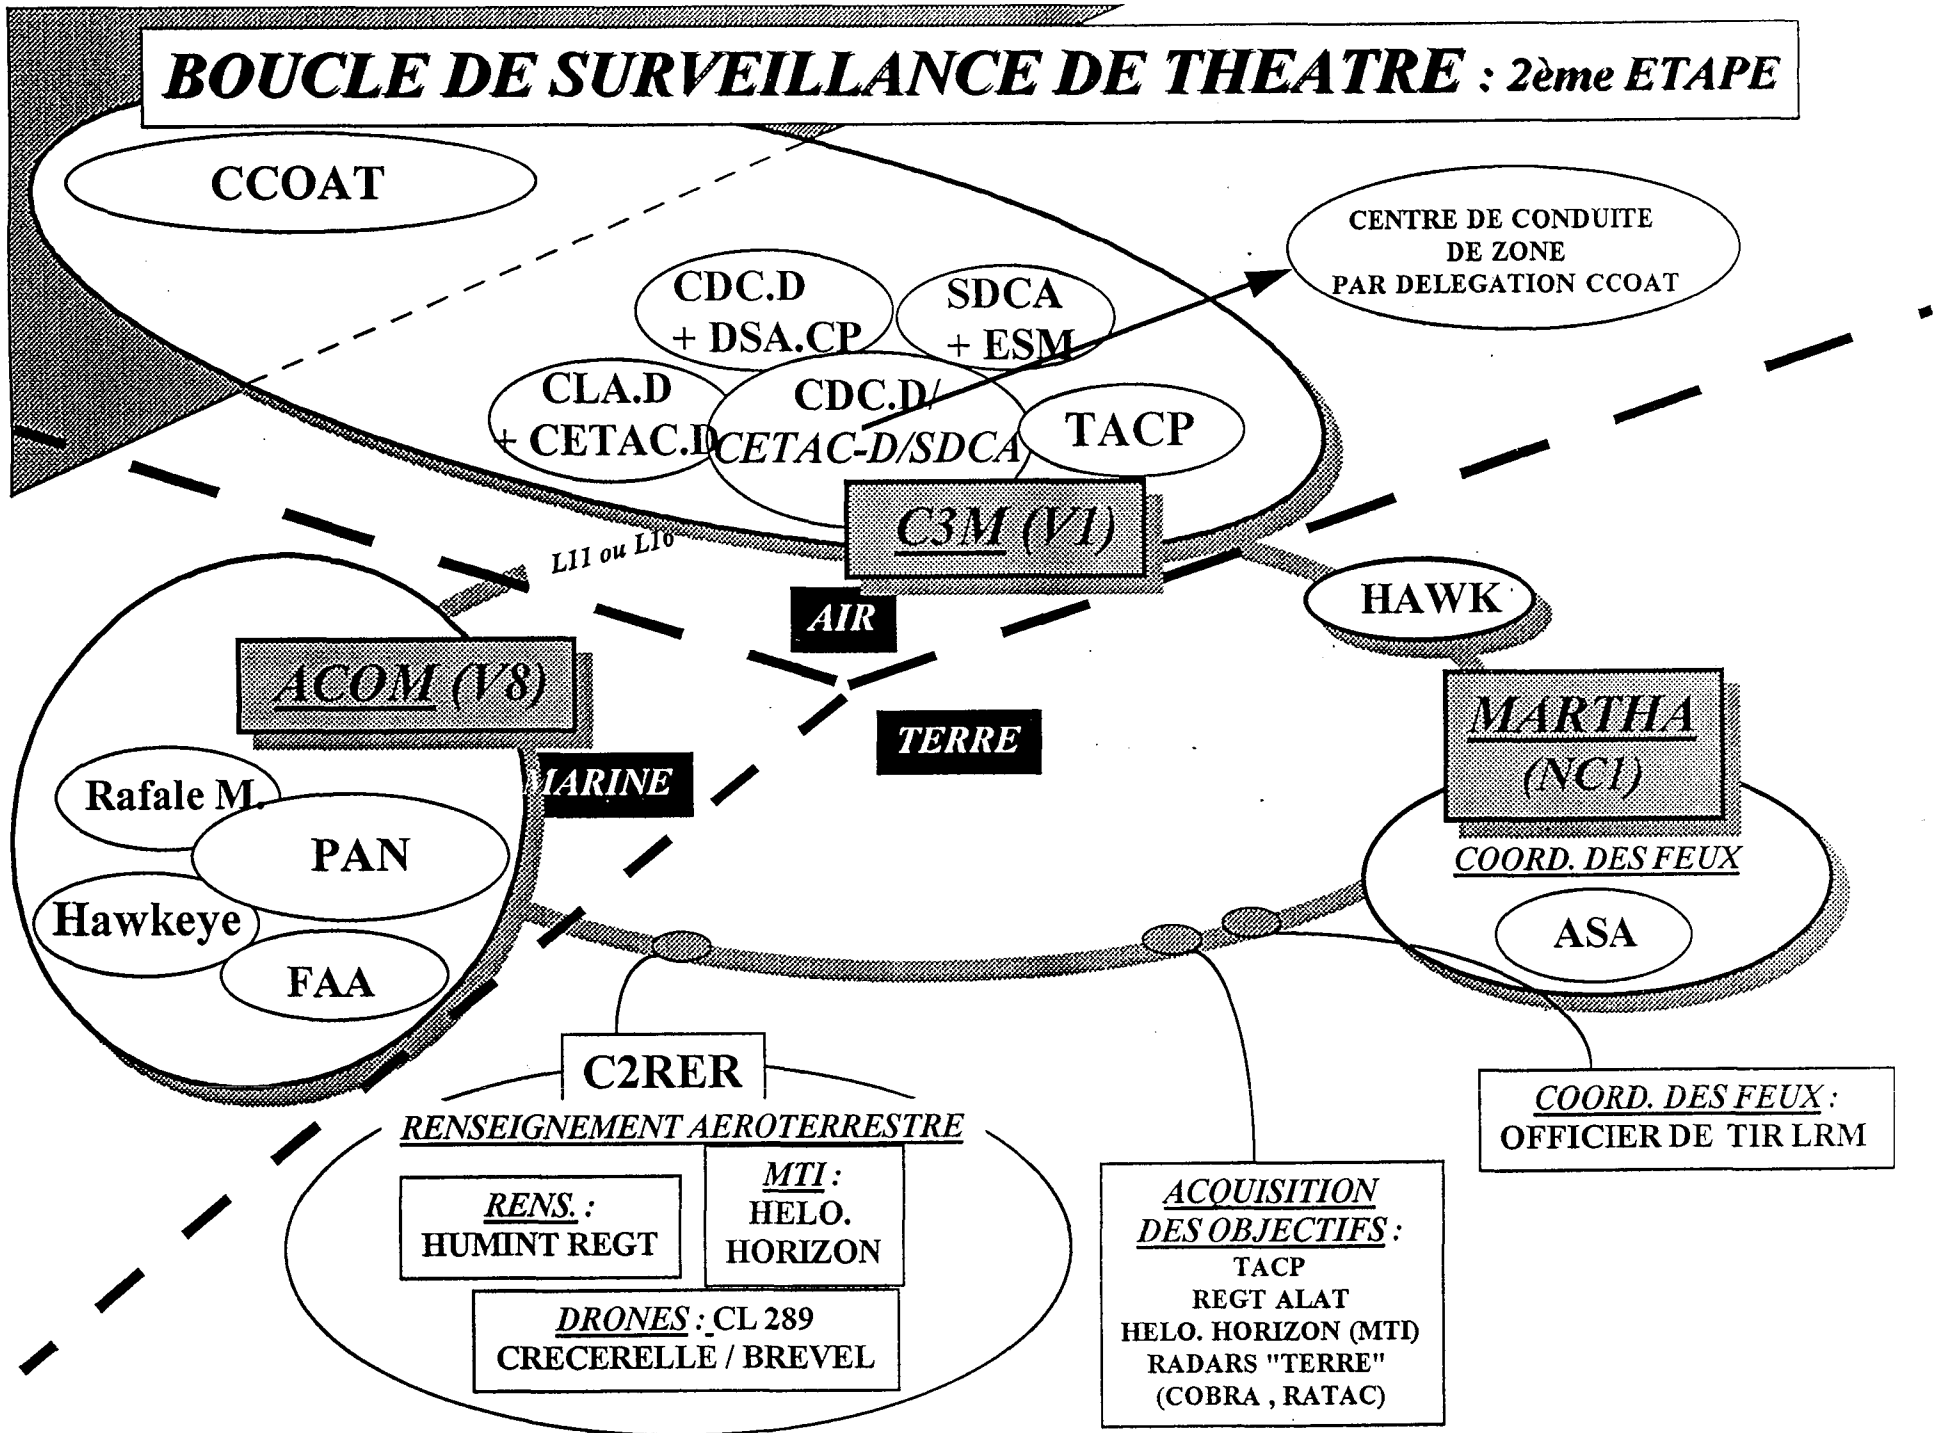 BOUCLE DE SURVEILLANCE DE THEATRE : 2ème ETAPE
CCOAT
CENTRE DE CONDUITE
DE ZONE
PAR DELEGATION CCOAT
CDC.D
+ DSA.CP
SDCA
+ ESM
CLA.D
+ CETAC.D
CDC.D/
CETAC-D/SDCA
TACP
C3M (V1)
L11 ou L16
HAWK
AIR
ACOM (V8)
MARTHA
(NC1)
TERRE
MARINE
Rafale M.
PAN
Hawkeye
FAA
COORD. DES FEUX
ASA
C2RER
RENSEIGNEMENT AEROTERRESTRE
RENS. :
HUMINT REGT
MTI :
HELO.
HORIZON
DRONES : CL 289
CRECERELLE / BREVEL
ACQUISITION
DES OBJECTIFS :
TACP
REGT ALAT
HELO. HORIZON (MTI)
RADARS "TERRE"
(COBRA , RATAC)
COORD. DES FEUX :
OFFICIER DE TIR LRM